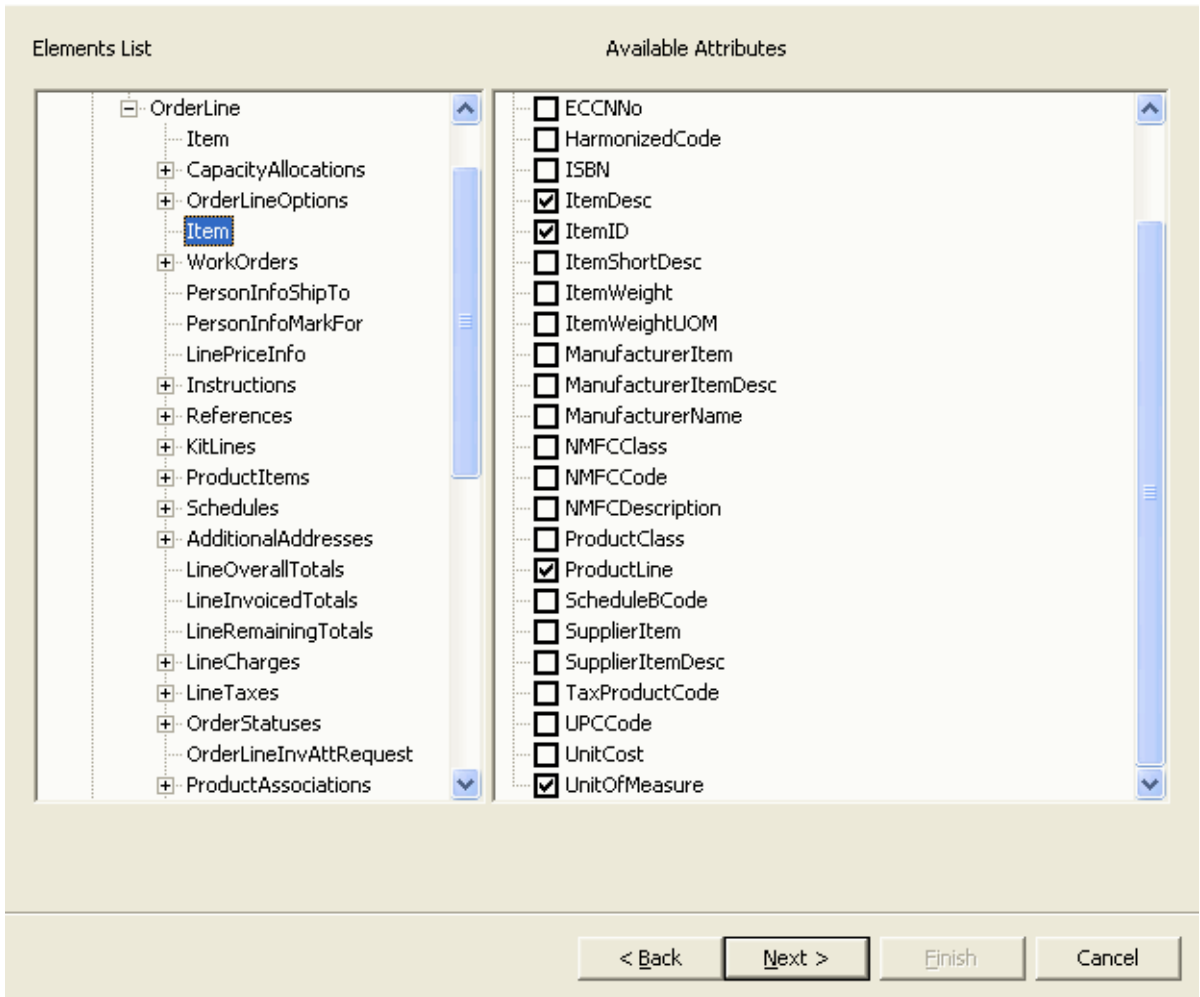 Elements List
Available Attributes
OrderLine
Item
CapacityAllocations
OrderLineOptions
Item
WorkOrders
PersonInfoShipTo
PersonInfoMarkFor
LinePriceInfo
Instructions
References
KitLines
ProductItems
Schedules
AdditionalAddresses
LineOverallTotals
LineInvoicedTotals
LineRemainingTotals
LineCharges
LineTaxes
OrderStatuses
OrderLineInvAttRequest
ProductAssociations
ECCNNo
HarmonizedCode
ISBN
ItemDesc
ItemID
ItemShortDesc
ItemWeight
ItemWeightUOM
ManufacturerItem
ManufacturerItemDesc
ManufacturerName
NMFCClass
NMFCCode
NMFCDescription
ProductClass
ProductLine
ScheduleBCode
SupplierItem
SupplierItemDesc
TaxProductCode
UPCCode
UnitCost
UnitOfMeasure
< Back
Next >
Finish
Cancel